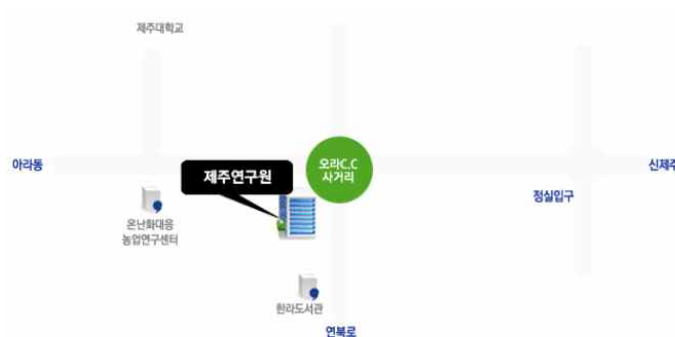 제주대학교
아라동
제주연구원
오라C.C
사거리
신제주
정실입구
온난화대응
농업연구센터
한라도서관
연북로